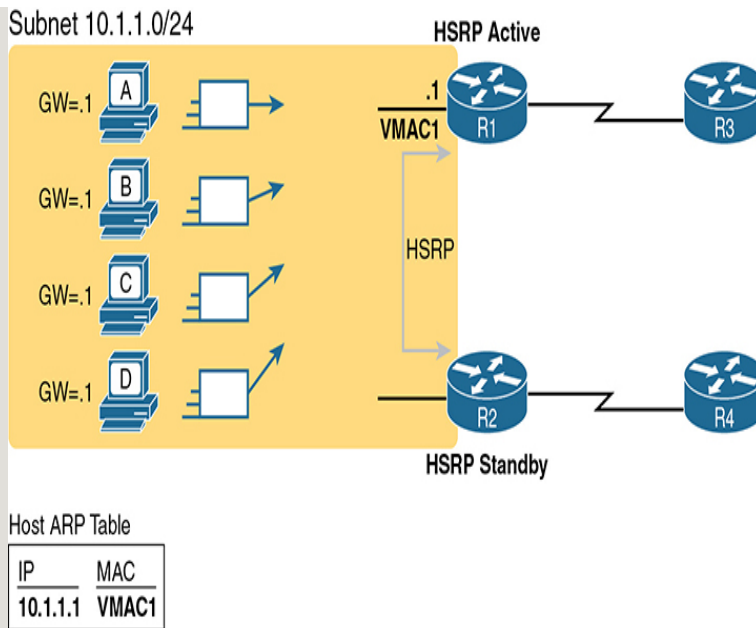 Subnet 10.1.1.0/24
HSRP Active
GW=.1
A
.1
VMAC1
R1
R3
GW=.1
B
HSRP
GW=.1
C
GW=.1
D
R2
R4
HSRP Standby
Host ARP Table
IP MAC
10.1.1.1 VMAC1